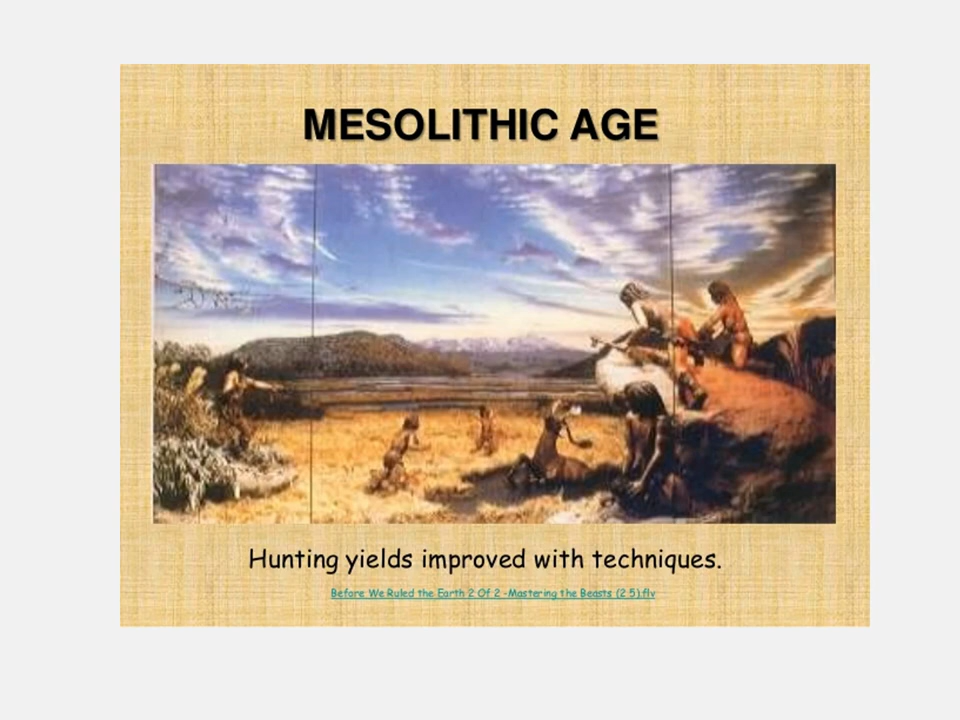 MESOLITHIC AGE
Hunting yields improved with techniques.
Before We Ruled the Earth 2 Of 2 -Mastering the Beasts (2 5).flv